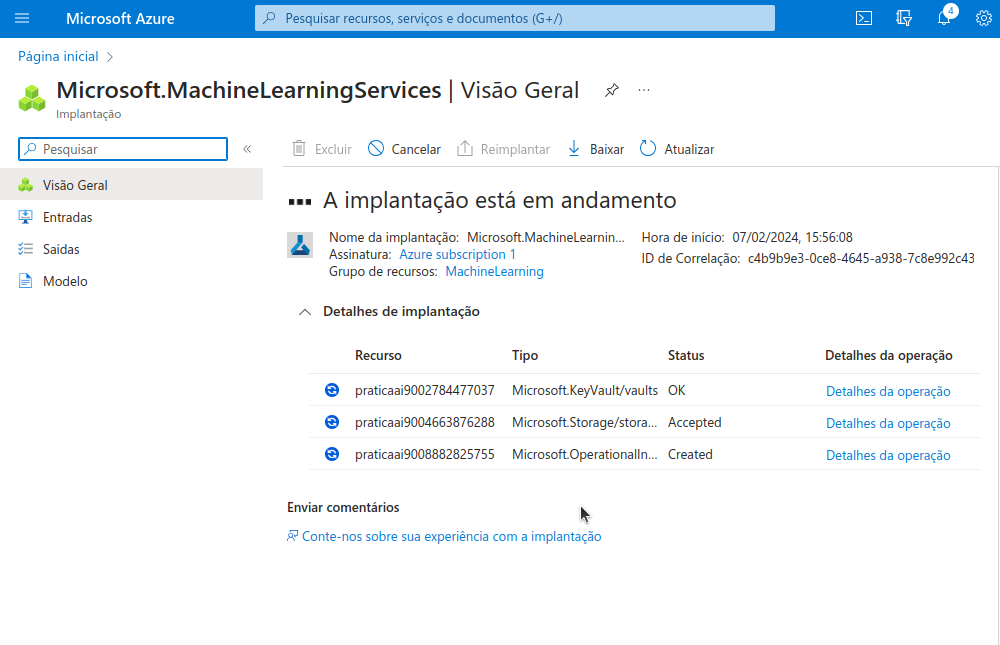 Microsoft Azure
Pesquisar recursos, serviços e documentos (G+/)
4
Página inicial
Microsoft.MachineLearningServices | Visão Geral
Implantação
Pesquisar
Excluir Cancelar Reimplantar Baixar Atualizar
Visão Geral
Entradas
Saídas
Modelo
A implantação está em andamento
Nome da implantação: Microsoft.MachineLearnin...
Assinatura: Azure subscription 1
Grupo de recursos: MachineLearning
Hora de início: 07/02/2024, 15:56:08
ID de Correlação: c4b9b9e3-0ce8-4645-a938-7c8e992c43
Detalhes de implantação
Recurso Tipo Status Detalhes da operação
praticaai9002784477037 Microsoft.KeyVault/vaults OK Detalhes da operação
praticaai9004663876288 Microsoft.Storage/stora... Accepted Detalhes da operação
praticaai9008882825755 Microsoft.OperationalIn... Created Detalhes da operação
Enviar comentários
Conte-nos sobre sua experiência com a implantação